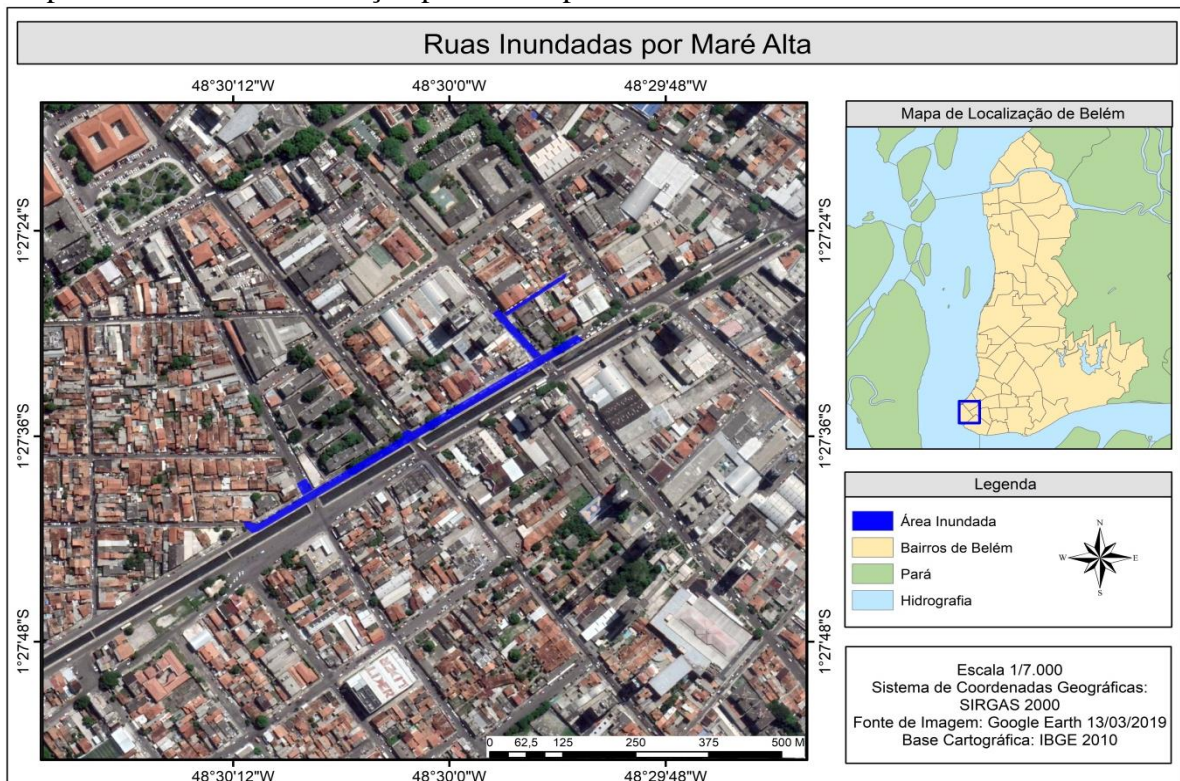 Ruas Inundadas por Maré Alta
48°30'12"W
48°30'0"W
48°29'48"W
1°27'24"S
1°27'36"S
1°27'48"S
1°27'24"S
1°27'36"S
1°27'48"S
0 62,5 125 250 375 500 M
48°30'12"W
48°30'0"W
48°29'48"W
Mapa de Localização de Belém
Legenda
Área Inundada
Bairros de Belém
Pará
Hidrografia
N
W
E
S
Escala 1/7.000
Sistema de Coordenadas Geográficas:
SIRGAS 2000
Fonte de Imagem: Google Earth 13/03/2019
Base Cartográfica: IBGE 2010